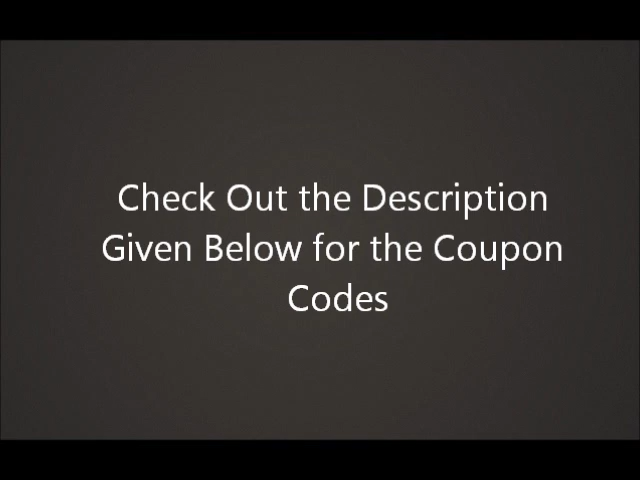 Check Out the Description
Given Below for the Coupon
Codes